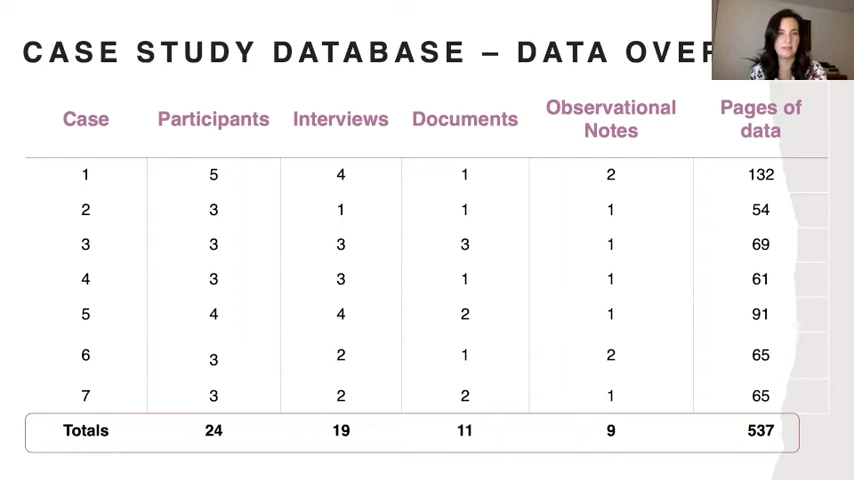 CASE STUDY DATABASE – DATA OVER
Case Participants Interviews Documents Observational Notes Pages of data
1 5 4 1 2 132
2 3 1 1 1 54
3 3 3 3 1 69
4 3 3 1 1 61
5 4 4 2 1 91
6 3 2 1 2 65
7 3 2 2 1 65
Totals 24 19 11 9 537